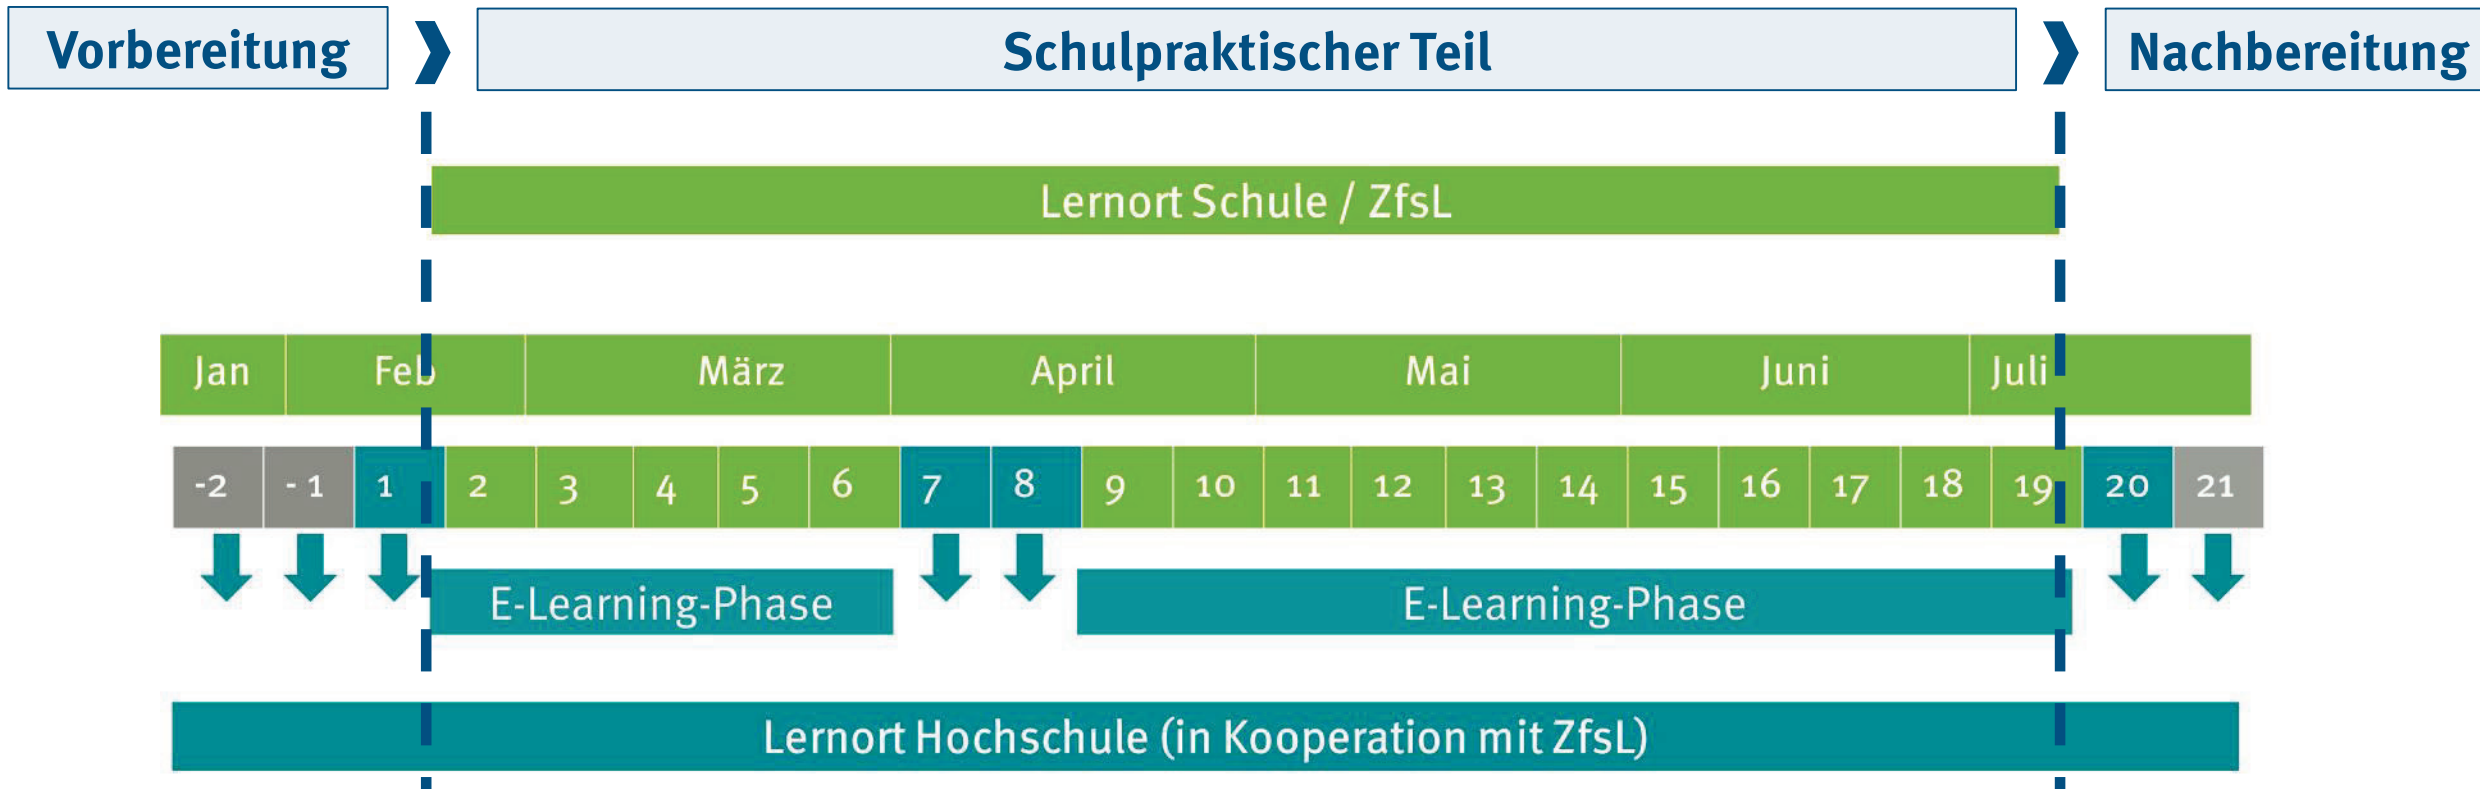 Vorbereitung
Schulpraktischer Teil
Nachbereitung
Lernort Schule / ZfsL
Jan Feb März April Mai Juni Juli
-2 - 1 1 2 3 4 5 6 7 8 9 10 11 12 13 14 15 16 17 18 19 20 21
E-Learning-Phase
E-Learning-Phase
Lernort Hochschule (in Kooperation mit ZfsL)